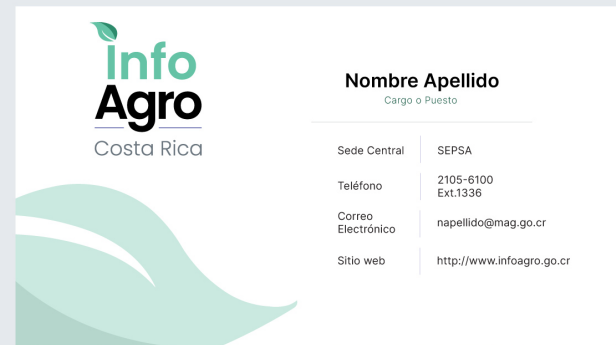 Info
Agro
Costa Rica
Nombre Apellido
Cargo o Puesto
Sede Central SEPSA
Teléfono 2105-6100
Ext.1336
Correo
Electrónico napellido@mag.go.cr
Sitio web http://www.infoagro.go.cr